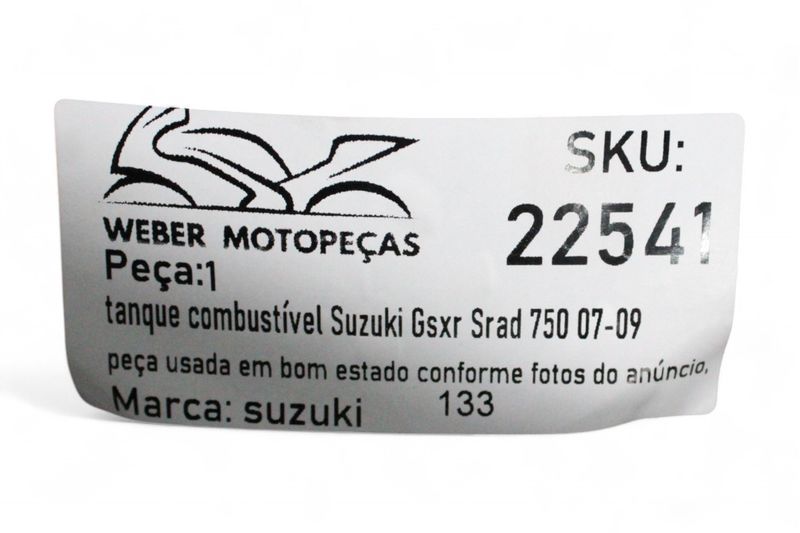 SKU:
22541
WEBER MOTOPEÇAS
Peça:1
tanque combustível Suzuki Gsxr Srad 750 07-09
peça usada em bom estado conforme fotos do anúncio.
Marca: suzuki 133